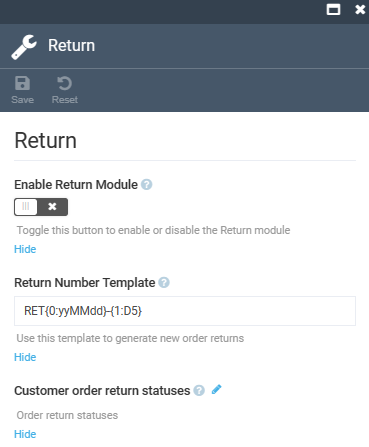 Return
Save Reset
Return
Enable Return Module
Toggle this button to enable or disable the Return module
Hide
Return Number Template
RET{0:yyMMdd}-{1:D5}
Use this template to generate new order returns
Hide
Customer order return statuses
Order return statuses
Hide